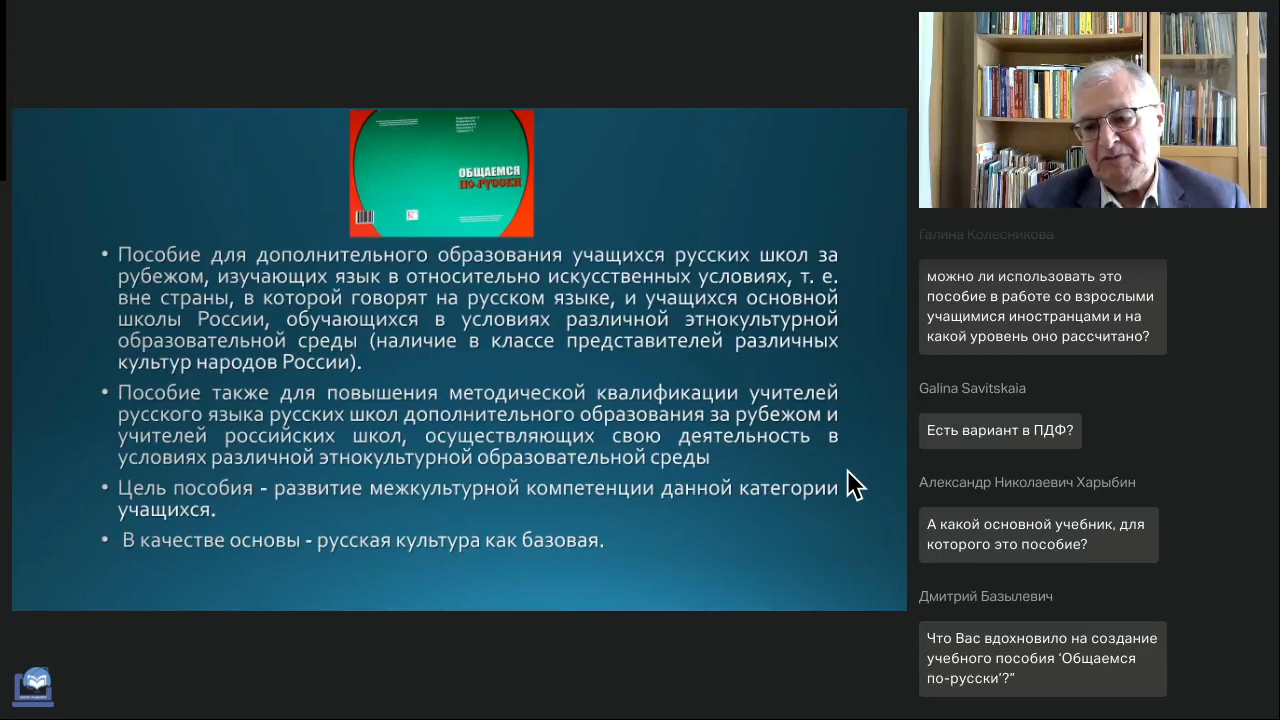 ОБЩАЕМСЯ
ПО-РУССКИ
• Пособие для дополнительного образования учащихся русских школ за
рубежом, изучающих язык в относительно искусственных условиях, т. е.
вне страны, в которой говорят на русском языке, и учащихся основной
школы России, обучающихся в условиях различной этнокультурной
образовательной среды (наличие в классе представителей различных
культур народов России).
• Пособие также для повышения методической квалификации учителей
русского языка русских школ дополнительного образования за рубежом и
учителей российских школ, осуществляющих свою деятельность в
условиях различной этнокультурной образовательной среды
• Цель пособия - развитие межкультурной компетенции данной категории
учащихся.
• В качестве основы - русская культура как базовая.
Галина Колесникова
можно ли использовать это
пособие в работе со взрослыми
учащимися иностранцами и на
какой уровень оно рассчитано?
Galina Savitskaia
Есть вариант в ПДФ?
Александр Николаевич Харыбин
А какой основной учебник, для
которого это пособие?
Дмитрий Базылевич
Что Вас вдохновило на создание
учебного пособия ‘Общаемся
по-русски’?”